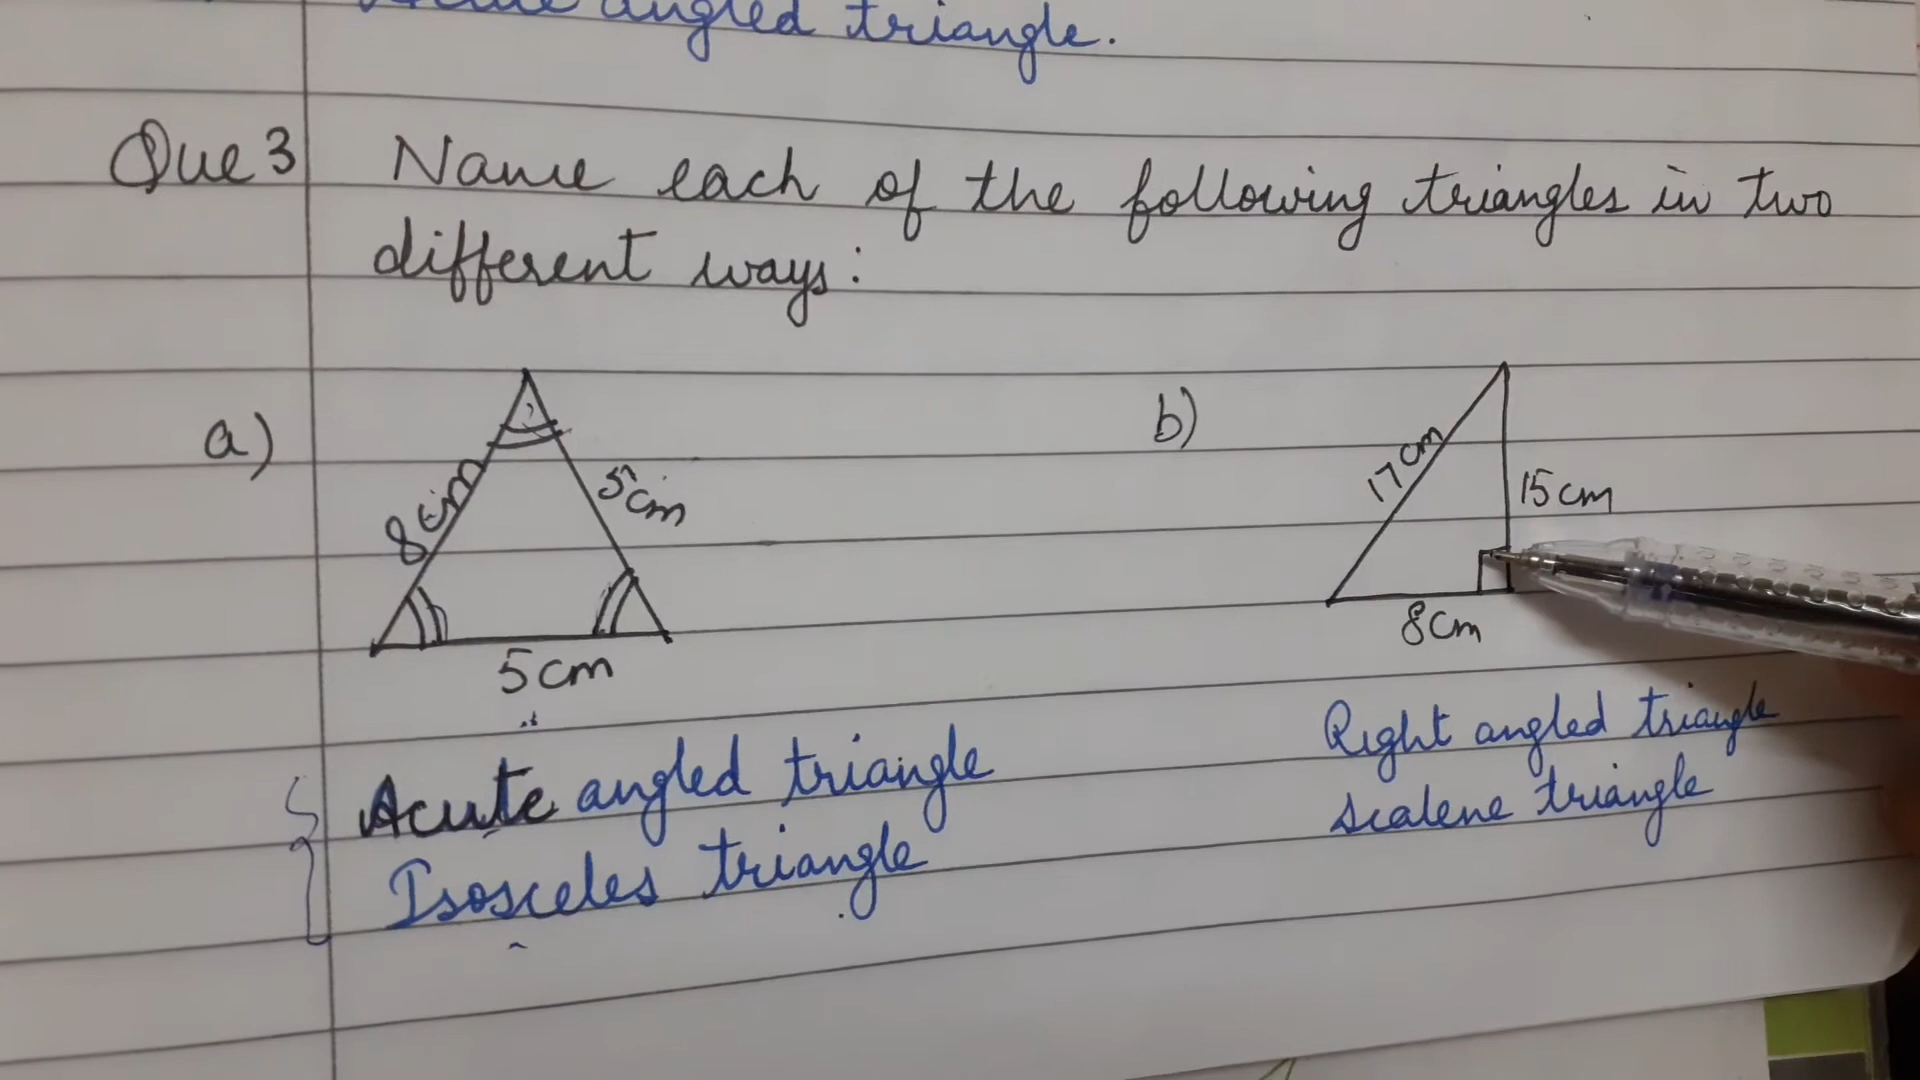 Acute angled triangle.
Que 3 Name each of the following triangles in two
different ways:
a)
8cm
5cm
5cm
b)
17cm
15cm
8cm
Acute angled triangle
Isosceles triangle
Right angled triangle
Scalene triangle